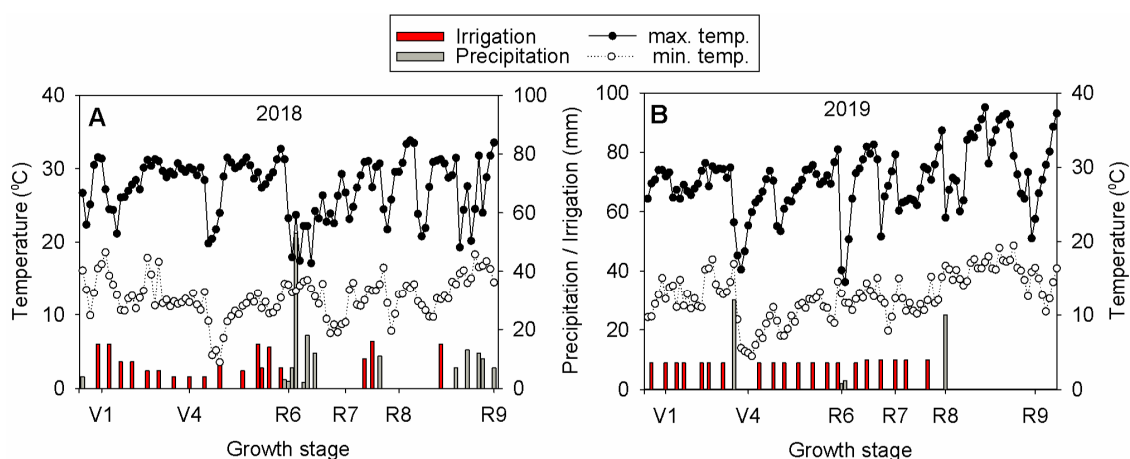 Irrigation
max. temp.
Precipitation
min. temp.
40
30
20
10
0
Temperature (⁰C)
A
2018
100
80
60
40
20
0
V1
V4
R6
R7
R8
R9
Growth stage
Precipitation / Irrigation (mm)
100
80
60
40
20
0
B
2019
40
30
20
10
0
Temperature (⁰C)
V1
V4
R6
R7
R8
R9
Growth stage